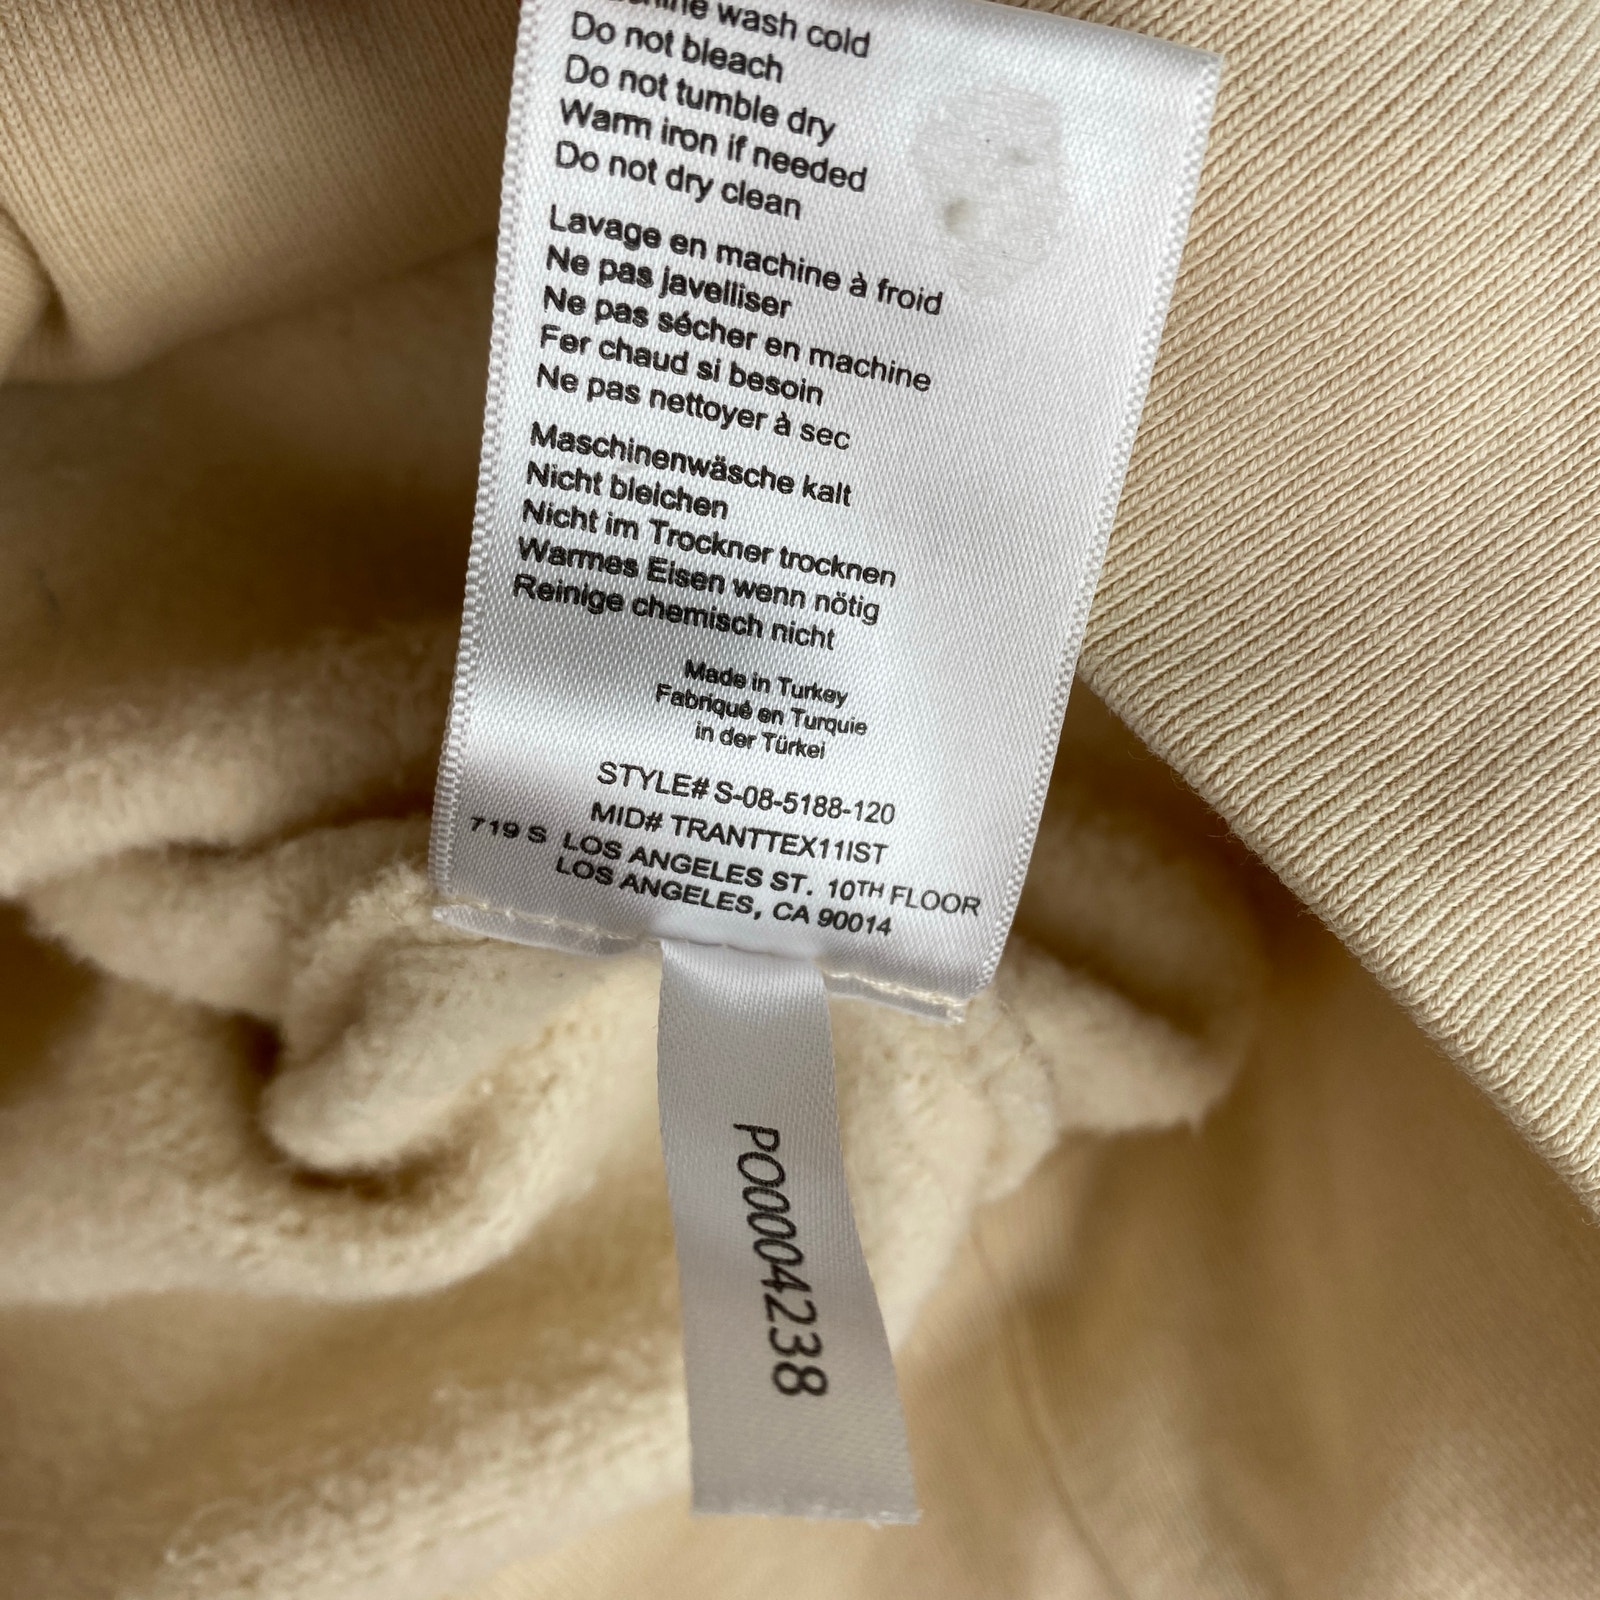 wash cold
Do not bleach
Do not tumble dry
Warm iron if needed
Do not dry clean
Lavage en machine à froid
Ne pas javelliser
Ne pas sécher en machine
Fer chaud si besoin
Ne pas nettoyer à sec
Maschinenwäsche kalt
Nicht bleichen
Nicht im Trockner trocknen
Warmes Eisen wenn nötig
Reinige chemisch nicht
Made in Turkey
Fabriqué en Turquie
in der Türkei
STYLE# S-08-5188-120
MID# TRANTTEX11IST
719 S LOS ANGELES ST. 10TH FLOOR
LOS ANGELES, CA 90014
PO0004238